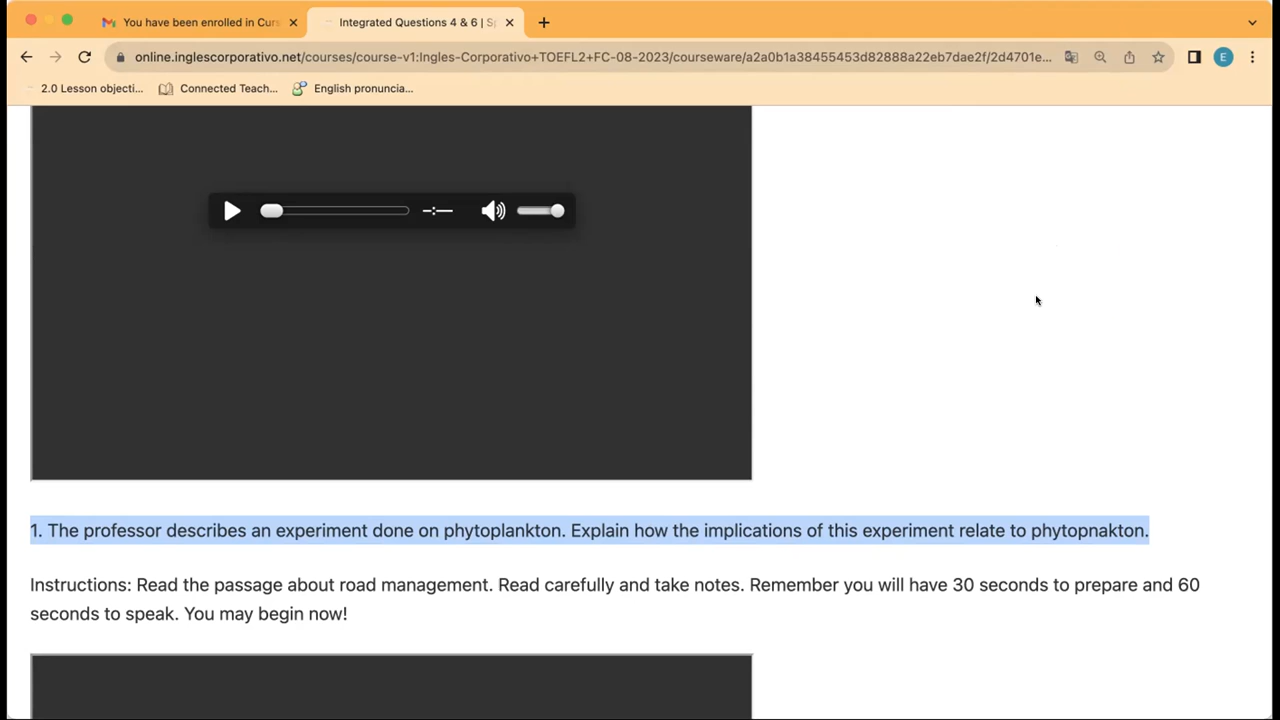 You have been enrolled in Cur
Integrated Questions 4 & 6 | S
online.inglescorporativo.net/courses/course-v1:Ingles-Corporativo+TOEFL2+FC-08-2023/courseware/a2a0b1a38455453d82888a22eb7dae2f/2d4701e...
E
2.0 Lesson objecti...
Connected Teach...
English pronuncia...
1. The professor describes an experiment done on phytoplankton. Explain how the implications of this experiment relate to phytopnakton.
Instructions: Read the passage about road management. Read carefully and take notes. Remember you will have 30 seconds to prepare and 60
seconds to speak. You may begin now!